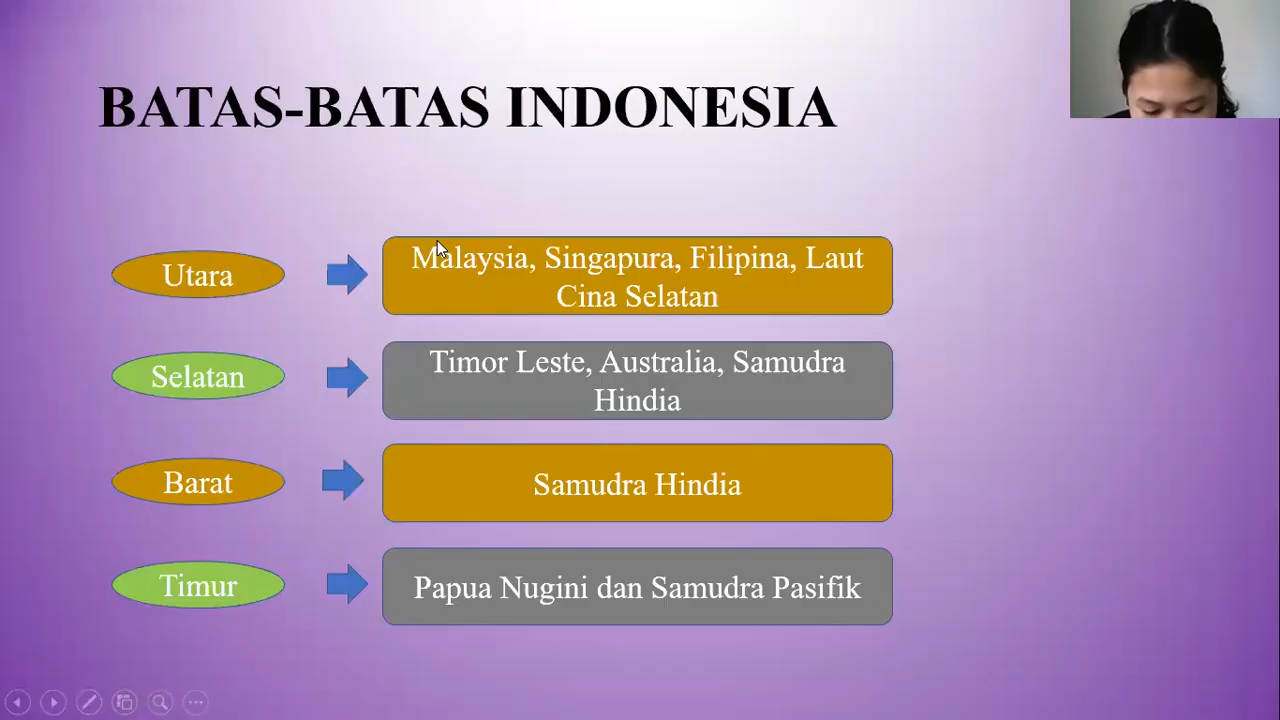 BATAS-BATAS INDONESIA
Utara
Malaysia, Singapura, Filipina, Laut
Cina Selatan
Selatan
Timor Leste, Australia, Samudra
Hindia
Barat
Samudra Hindia
Timur
Papua Nugini dan Samudra Pasifik